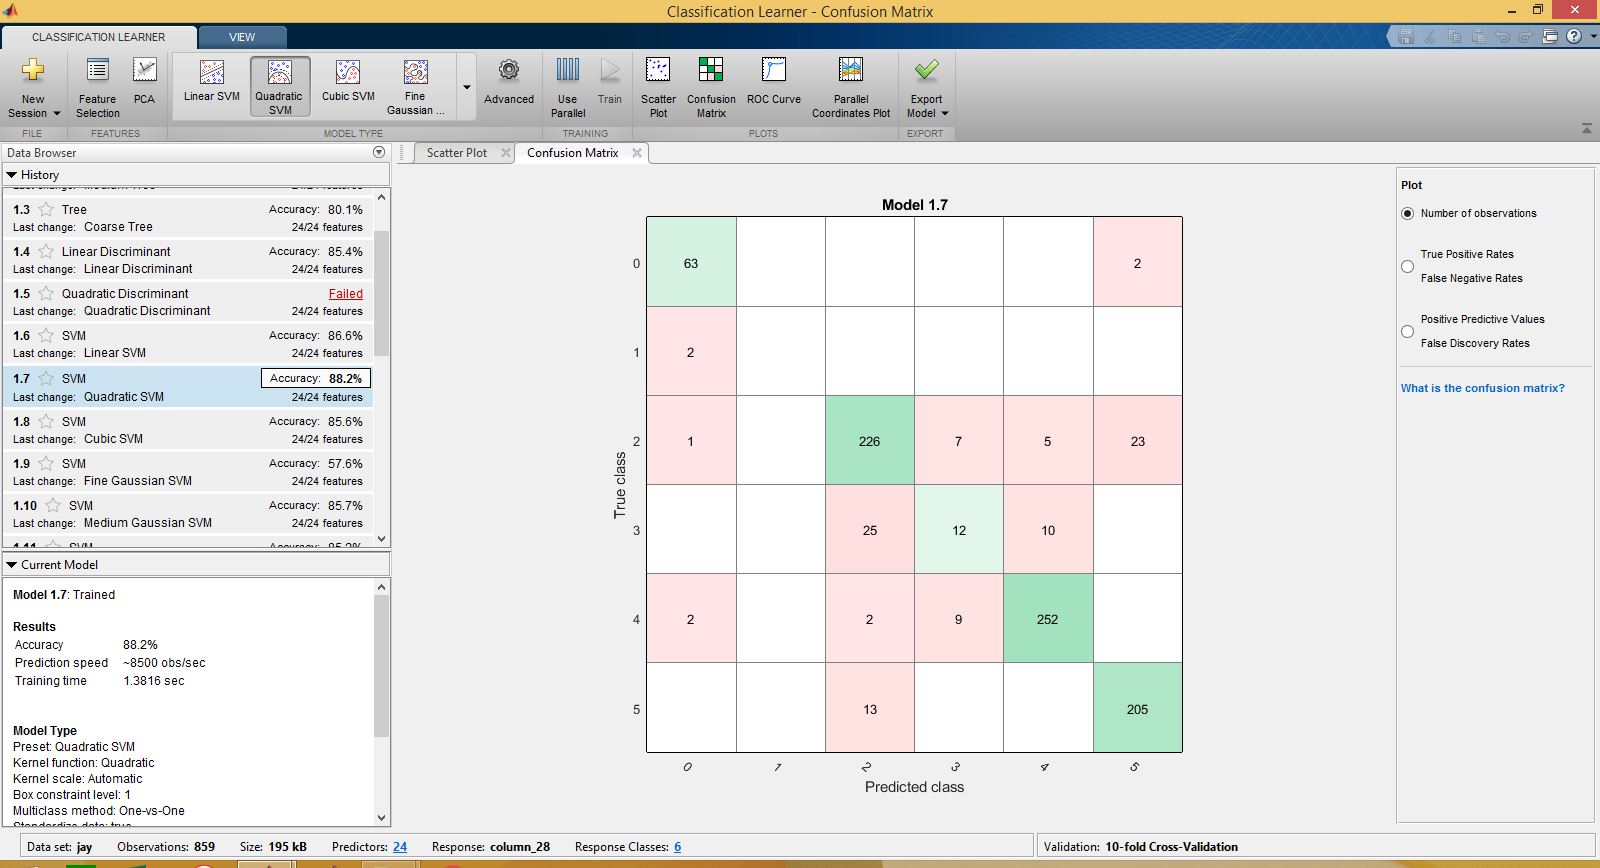 Classification Learner - Confusion Matrix
CLASSIFICATION LEARNER VIEW
New Session
Feature Selection
PCA
Linear SVM
Quadratic SVM
Cubic SVM
Fine Gaussian ...
Advanced
Use Parallel
Train
Scatter Plot
Confusion Matrix
ROC Curve
Parallel Coordinates Plot
Export Model
FILE FEATURES MODEL TYPE TRAINING PLOTS EXPORT
Data Browser
History
1.3 Tree Accuracy: 80.1%
Last change: Coarse Tree 24/24 features
1.4 Linear Discriminant Accuracy: 85.4%
Last change: Linear Discriminant 24/24 features
1.5 Quadratic Discriminant Failed
Last change: Quadratic Discriminant 24/24 features
1.6 SVM Accuracy: 86.6%
Last change: Linear SVM 24/24 features
1.7 SVM Accuracy: 88.2%
Last change: Quadratic SVM 24/24 features
1.8 SVM Accuracy: 85.6%
Last change: Cubic SVM 24/24 features
1.9 SVM Accuracy: 57.6%
Last change: Fine Gaussian SVM 24/24 features
1.10 SVM Accuracy: 85.7%
Last change: Medium Gaussian SVM 24/24 features
Current Model
Model 1.7: Trained
Results
Accuracy 88.2%
Prediction speed ~8500 obs/sec
Training time 1.3816 sec
Model Type
Preset: Quadratic SVM
Kernel function: Quadratic
Kernel scale: Automatic
Box constraint level: 1
Multiclass method: One-vs-One
Scatter Plot Confusion Matrix
Model 1.7
True class
0 63 2
1 2
2 1 226 7 5 23
3 25 12 10
4 2 2 9 252
5 13 205
0 1 2 3 4 5
Predicted class
Plot
Number of observations
True Positive Rates
False Negative Rates
Positive Predictive Values
False Discovery Rates
What is the confusion matrix?
Data set: jay Observations: 859 Size: 195 kB Predictors: 24 Response: column_28 Response Classes: 6 Validation: 10-fold Cross-Validation